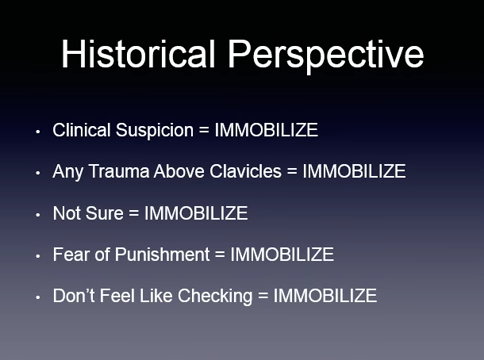 Historical Perspective
• Clinical Suspicion = IMMOBILIZE
• Any Trauma Above Clavicles = IMMOBILIZE
• Not Sure = IMMOBILIZE
• Fear of Punishment = IMMOBILIZE
• Don’t Feel Like Checking = IMMOBILIZE